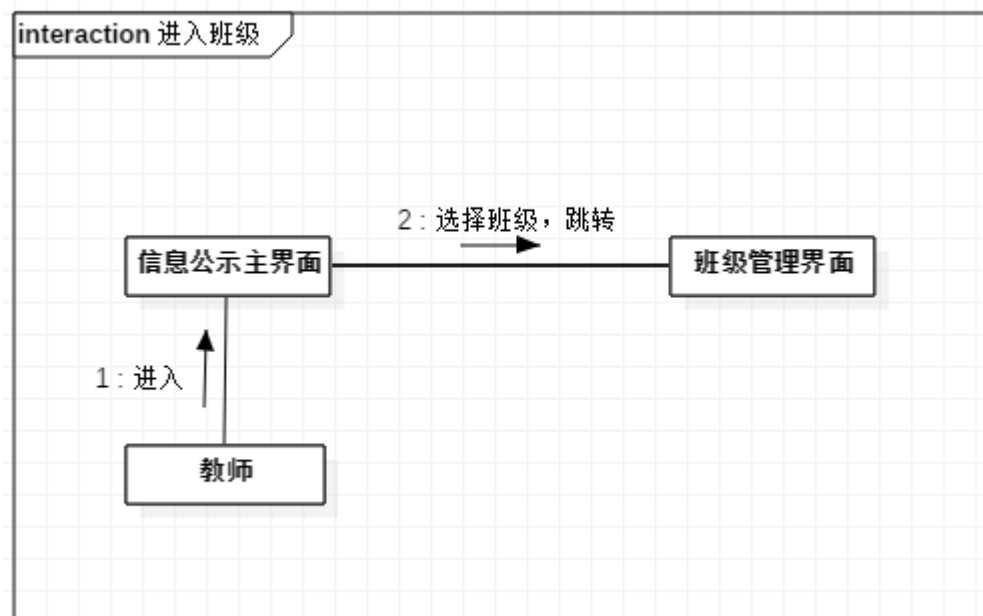 interaction 进入班级
2 : 选择班级，跳转
信息公示主界面
班级管理界面
1 : 进入
教师